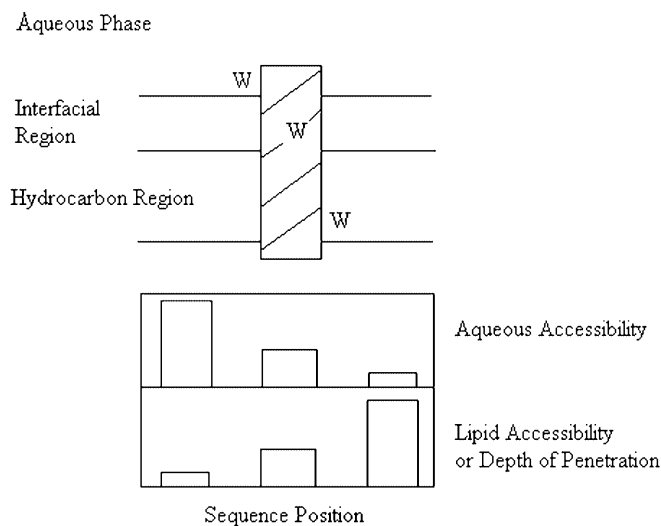 Aqueous Phase
W
Interfacial
Region
W
Hydrocarbon Region
W
Aqueous Accessibility
Lipid Accessibility
or Depth of Penetration
Sequence Position